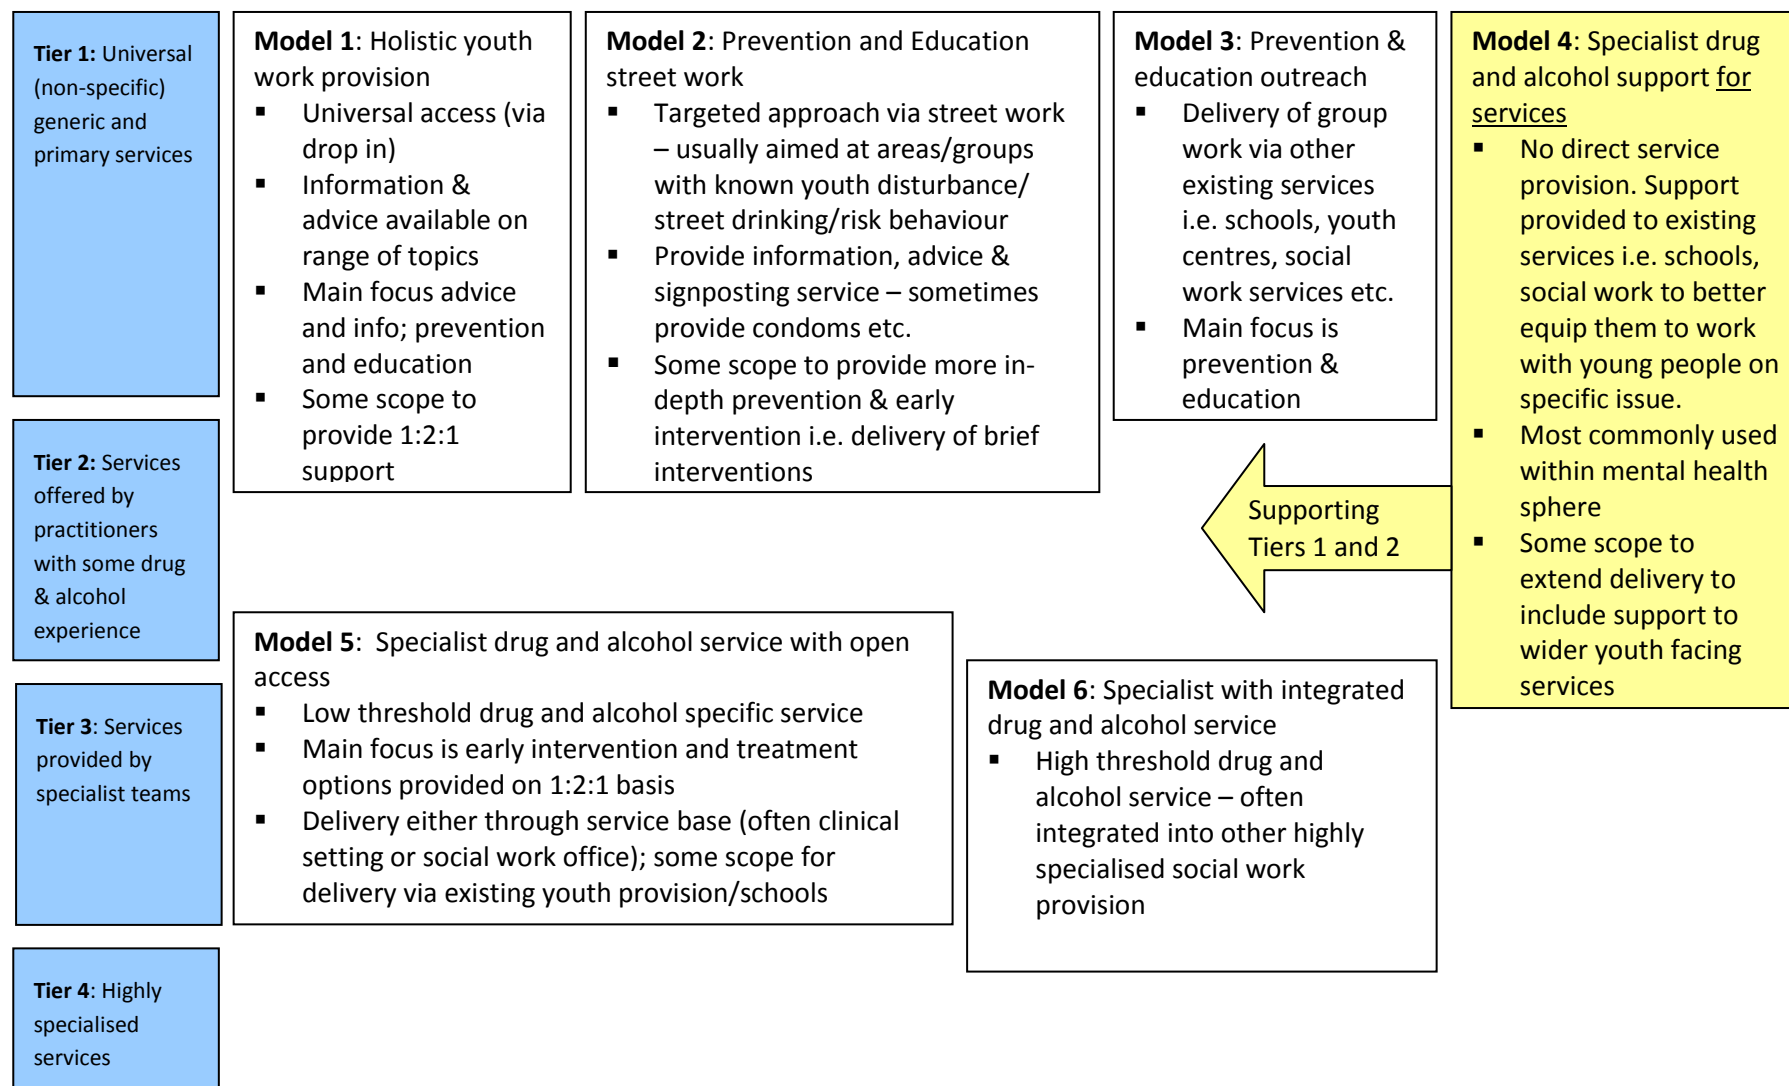 Tier 1: Universal
(non-specific)
generic and
primary services
Model 1: Holistic youth
work provision
▪ Universal access (via
drop in)
▪ Information &
advice available on
range of topics
▪ Main focus advice
and info; prevention
and education
▪ Some scope to
provide 1:2:1
support
Model 2: Prevention and Education
street work
▪ Targeted approach via street work
– usually aimed at areas/groups
with known youth disturbance/
street drinking/risk behaviour
▪ Provide information, advice &
signposting service – sometimes
provide condoms etc.
▪ Some scope to provide more in-
depth prevention & early
intervention i.e. delivery of brief
interventions
Model 3: Prevention &
education outreach
▪ Delivery of group
work via other
existing services
i.e. schools, youth
centres, social
work services etc.
▪ Main focus is
prevention &
education
Model 4: Specialist drug
and alcohol support for
services
▪ No direct service
provision. Support
provided to existing
services i.e. schools,
social work to better
equip them to work
with young people on
specific issue.
▪ Most commonly used
within mental health
sphere
▪ Some scope to
extend delivery to
include support to
wider youth facing
services
Supporting
Tiers 1 and 2
Tier 2: Services
offered by
practitioners
with some drug
& alcohol
experience
Model 5: Specialist drug and alcohol service with open
access
▪ Low threshold drug and alcohol specific service
▪ Main focus is early intervention and treatment
options provided on 1:2:1 basis
▪ Delivery either through service base (often clinical
setting or social work office); some scope for
delivery via existing youth provision/schools
Model 6: Specialist with integrated
drug and alcohol service
▪ High threshold drug and
alcohol service – often
integrated into other highly
specialised social work
provision
Tier 3: Services
provided by
specialist teams
Tier 4: Highly
specialised
services